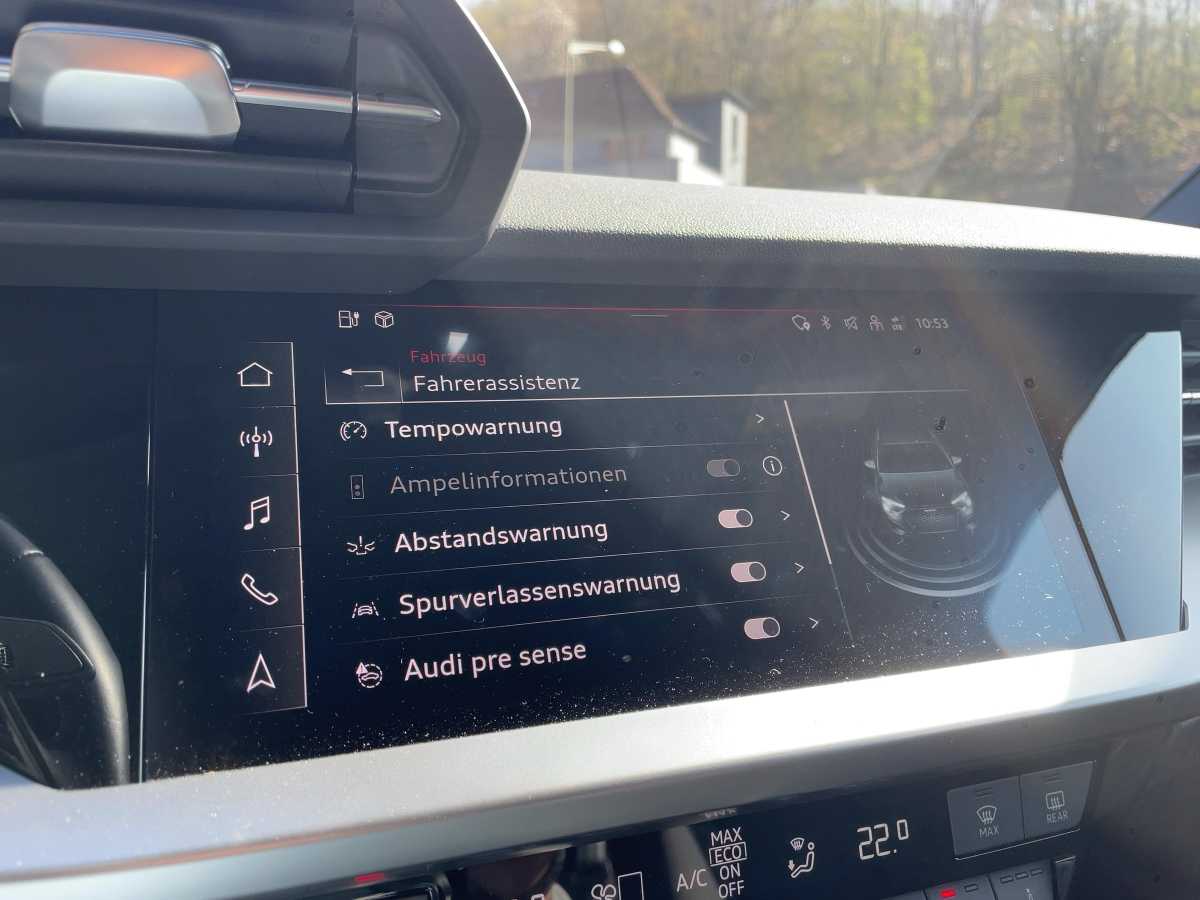 10:53
Fahrzeug
Fahrerassistenz
Tempowarnung
Ampelinformationen
Abstandswarnung
Spurverlassenswarnung
Audi pre sense
MAX
ECO
A/C ON
OFF
22.0
MAX
REAR